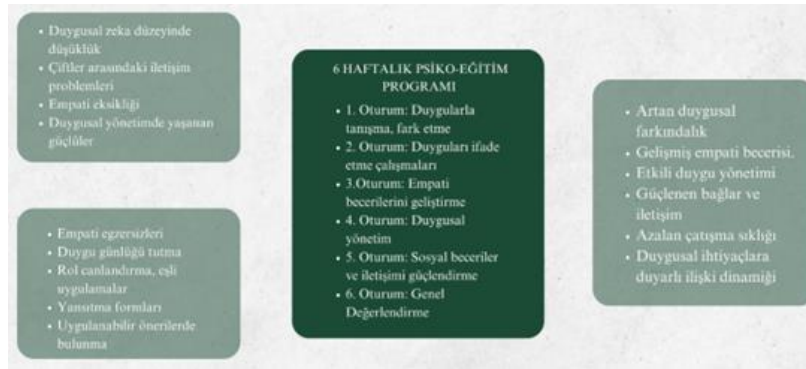 • Duygusal zeka düzeyinde
düşüklük
• Çiftler arasındaki iletişim
problemleri
• Empati eksikliği
• Duygusal yönetimde yaşanan
güçlüler
• Empati egzersizleri
• Duygu günlüğü tutma
• Rol canlandırma, eşli
uygulamalar
• Yansıtma formları
• Uygulanabilir önerilerde
bulunma
6 HAFTALIK PSİKO-EĞİTİM
PROGRAMI
• 1. Oturum: Duygularla
tanışma, fark etme
• 2. Oturum: Duyguları ifade
etme çalışmaları
• 3.Oturum: Empati
becerilerini geliştirme
• 4. Oturum: Duygusal
yönetim
• 5. Oturum: Sosyal beceriler
ve iletişimi güçlendirme
• 6. Oturum: Genel
Değerlendirme
• Artan duygusal
farkındalık
• Gelişmiş empati becerisi.
• Etkili duygu yönetimi
• Güçlenen bağlar ve
iletişim
• Azalan çatışma sıklığı
• Duygusal ihtiyaçlara
duyarlı ilişki dinamiği